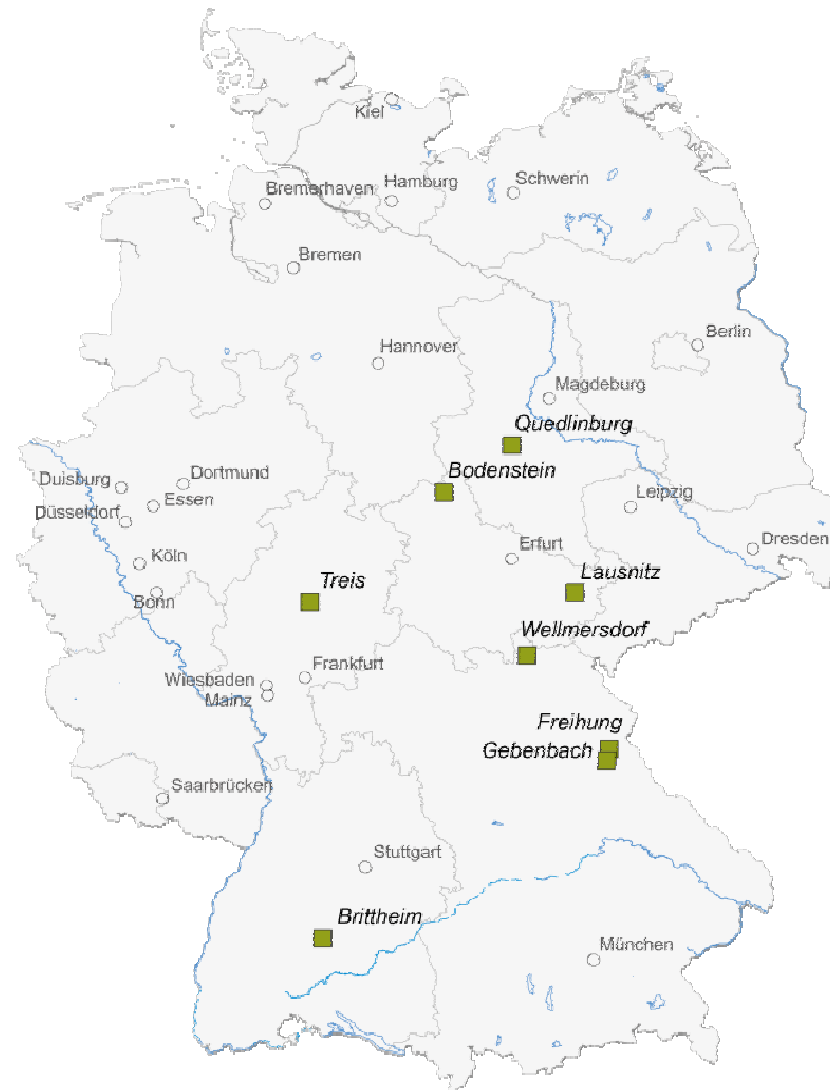 Kiel
Hamburg
Schwerin
Bremerhaven
Bremen
Berlin
Hannover
Magdeburg
Quedlinburg
Bodenstein
Dortmund
Duisburg
Essen
Leipzig
Düsseldorf
Dresden
Erfurt
Köln
Lausnitz
Treis
Bonn
Wellmersdorf
Frankfurt
Wiesbaden
Mainz
Freihung
Gebenbach
Saarbrücken
Stuttgart
Brittheim
München